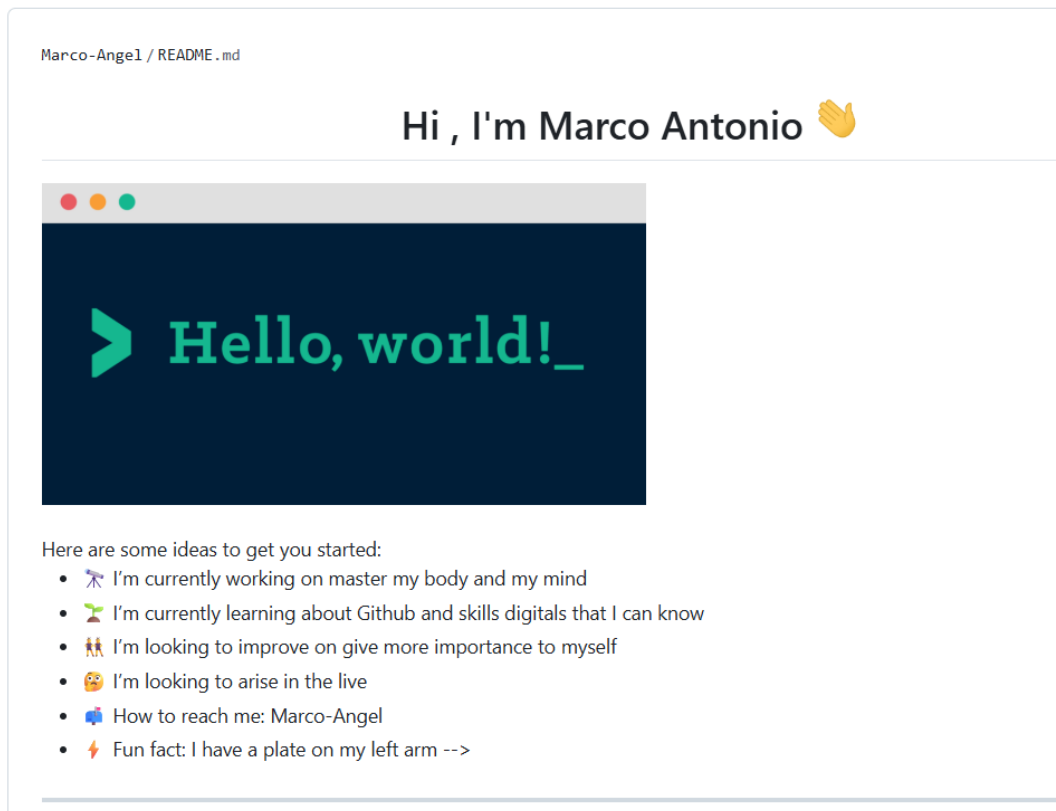 Marco-Angel / README.md
Hi , I'm Marco Antonio 👋
> Hello, world!_
Here are some ideas to get you started:
• 🔭 I’m currently working on master my body and my mind
• 🌱 I’m currently learning about Github and skills digitals that I can know
• 👯 I’m looking to improve on give more importance to myself
• 🤔 I’m looking to arise in the live
• 📫 How to reach me: Marco-Angel
• ⚡ Fun fact: I have a plate on my left arm -->